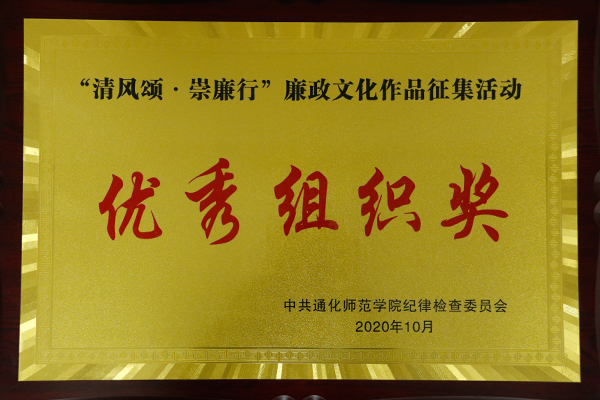 “清风颂·崇廉行”廉政文化作品征集活动
优秀组织奖
中共通化师范学院纪律检查委员会
2020年10月